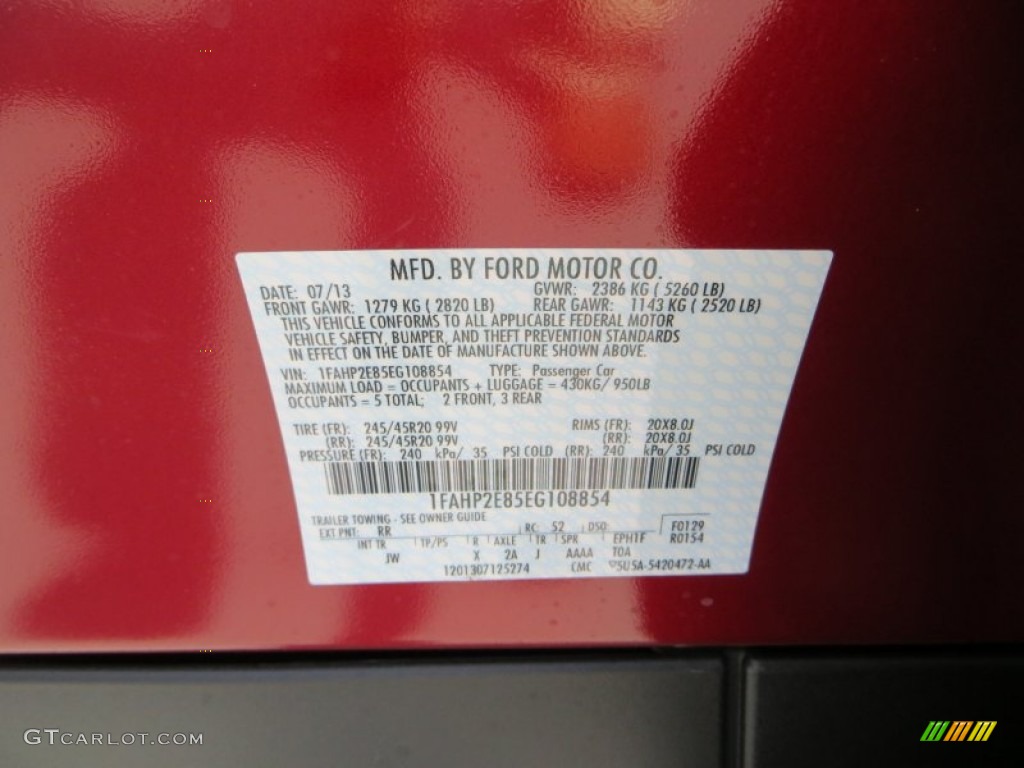 MFD. BY FORD MOTOR CO.
DATE: 07/13 GVWR: 2386 KG ( 5260 LB)
FRONT GAWR: 1279 KG ( 2820 LB) REAR GAWR: 1143 KG ( 2520 LB)
THIS VEHICLE CONFORMS TO ALL APPLICABLE FEDERAL MOTOR
VEHICLE SAFETY, BUMPER, AND THEFT PREVENTION STANDARDS
IN EFFECT ON THE DATE OF MANUFACTURE SHOWN ABOVE.
VIN: 1FAHP2E85EG108854 TYPE: Passenger Car
MAXIMUM LOAD = OCCUPANTS + LUGGAGE = 430KG/ 950LB
OCCUPANTS = 5 TOTAL; 2 FRONT, 3 REAR
TIRE (FR): 245/45R20 99V RIMS (FR): 20X8.0J
(RR): 245/45R20 99V (RR): 20X8.0J
PRESSURE (FR): 240 kPa/ 35 PSI COLD (RR): 240 kPa/ 35 PSI COLD
1FAHP2E85EG108854
TRAILER TOWING - SEE OWNER GUIDE
EXT PNT: RR RC: 52 DSO: F0129
INT TR TP/PS R AXLE TR SPR EPH1F R0154
JW X 2A J AAAA T0A
1201307125274 CMC 5U5A-5420472-AA
GTCARLOT.COM